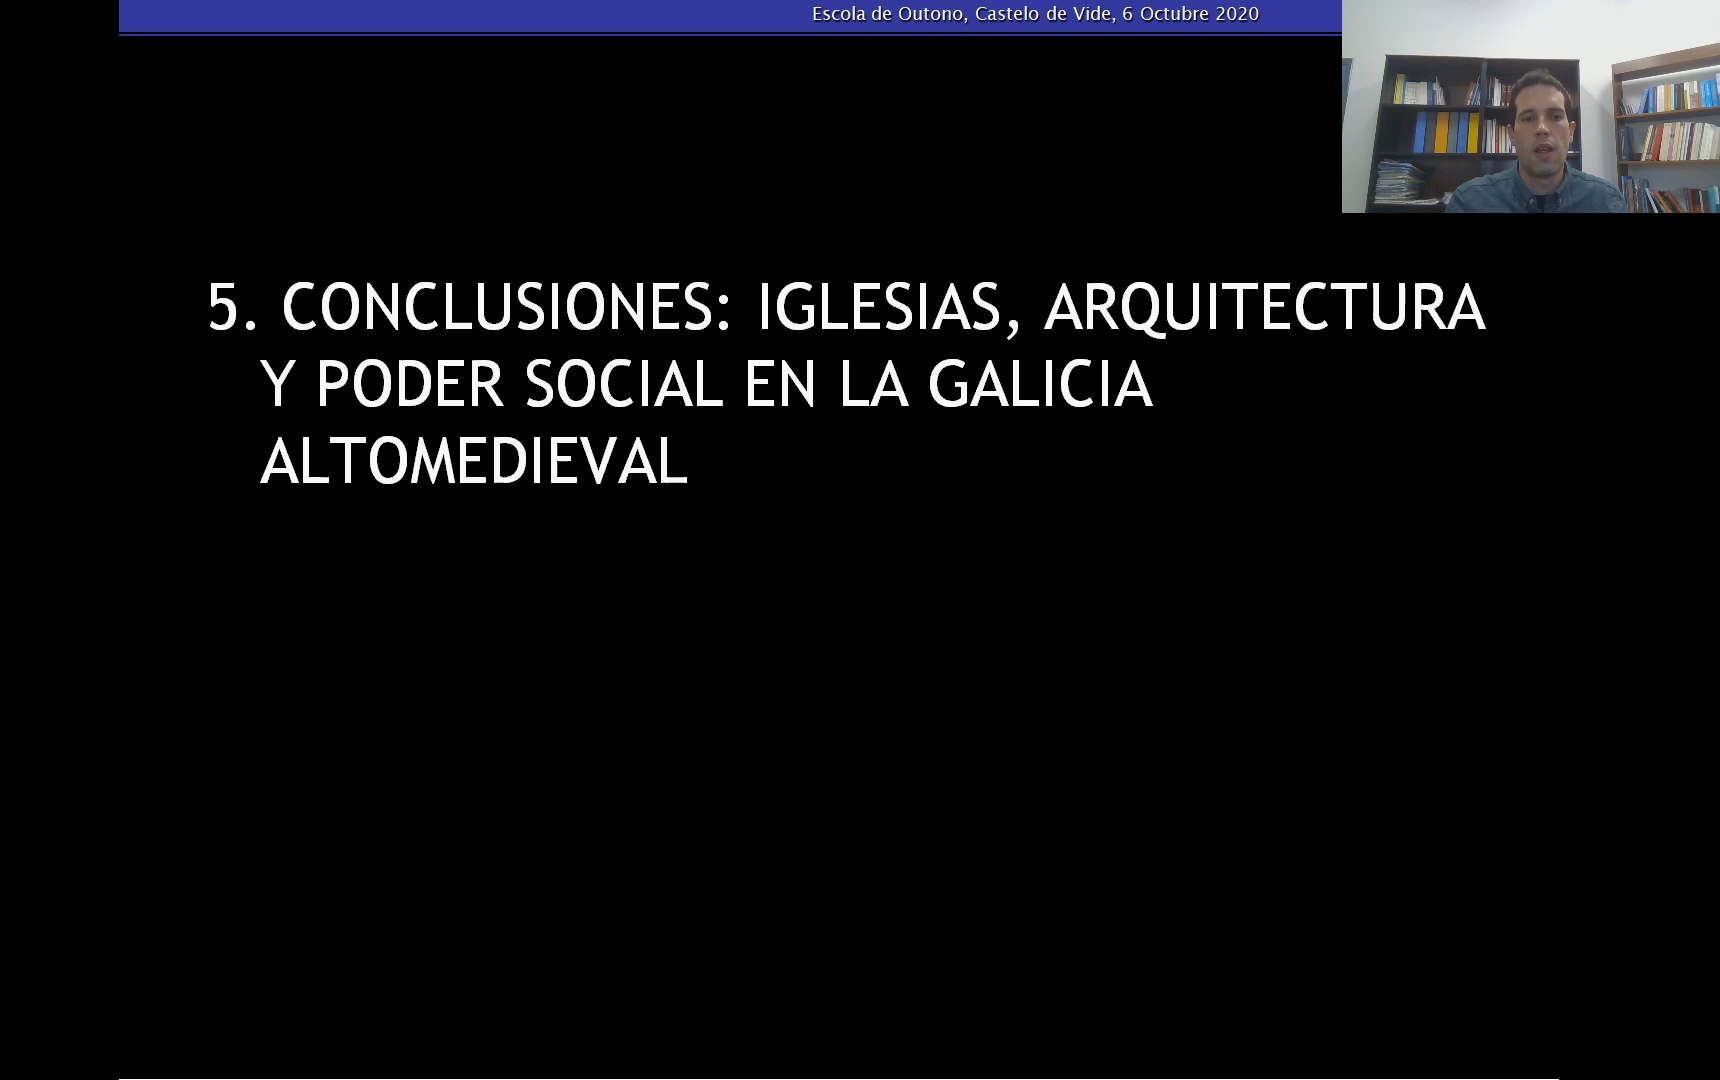 Escola de Outono, Castelo de Vide, 6 Octubre 2020
5. CONCLUSIONES: IGLESIAS, ARQUITECTURA
Y PODER SOCIAL EN LA GALICIA
ALTOMEDIEVAL